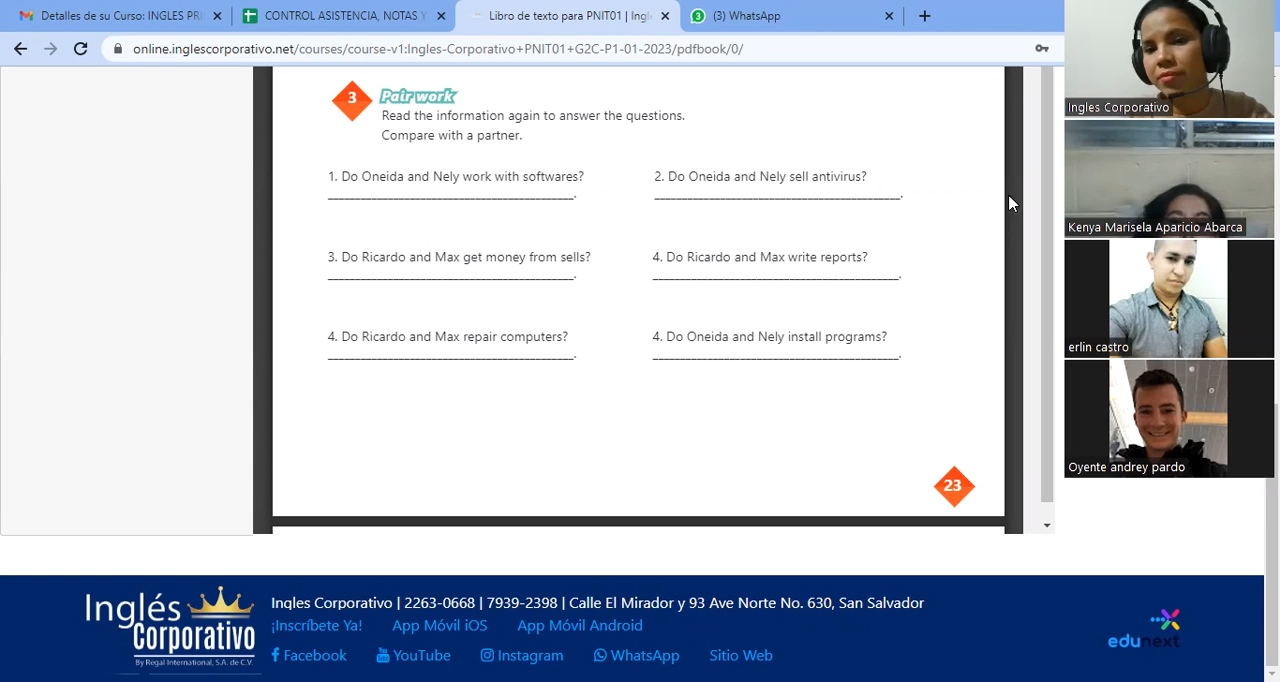 Detalles de su Curso: INGLES PRI
CONTROL ASISTENCIA, NOTAS Y
Libro de texto para PNIT01 | Ingl
(3) WhatsApp
online.inglescorporativo.net/courses/course-v1:Ingles-Corporativo+PNIT01+G2C-P1-01-2023/pdfbook/0/
3 Pair work
Read the information again to answer the questions.
Compare with a partner.
1. Do Oneida and Nely work with softwares?
2. Do Oneida and Nely sell antivirus?
3. Do Ricardo and Max get money from sells?
4. Do Ricardo and Max write reports?
4. Do Ricardo and Max repair computers?
4. Do Oneida and Nely install programs?
23
Ingles Corporativo
Kenya Marisela Aparicio Abarca
erlin castro
Oyente andrey pardo
Inglés
Corporativo
By Regal International, S.A. de C.V.
Ingles Corporativo | 2263-0668 | 7939-2398 | Calle El Mirador y 93 Ave Norte No. 630, San Salvador
¡Inscríbete Ya! App Móvil iOS App Móvil Android
Facebook YouTube Instagram WhatsApp Sitio Web
edunext